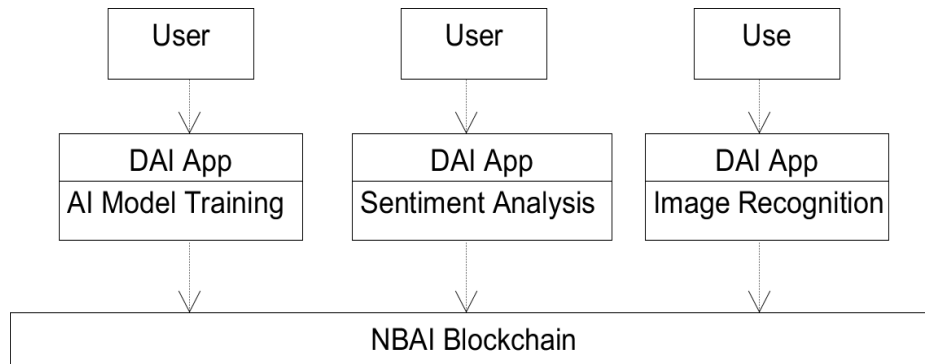 User
User
Use
DAI App
DAI App
DAI App
AI Model Training
Sentiment Analysis
Image Recognition
NBAI Blockchain